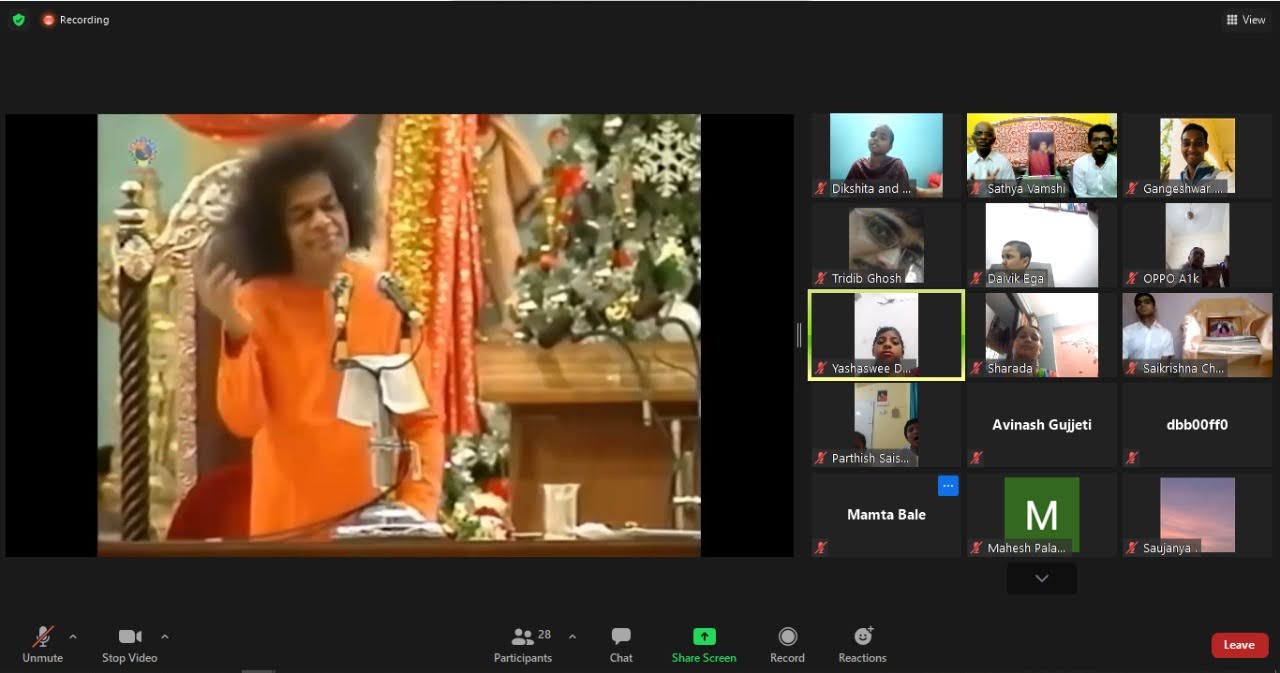 Recording
View
Dikshita and ...
Sathya Vamshi
Gangeshwar ...
Tridib Ghosh
Daivik Ega
OPPO A1k
Yashaswee D...
Sharada
Saikrishna Ch...
Parthish Sais...
Avinash Gujjeti
dbb00ff0
Mamta Bale
...
M
Mahesh Pala...
Saujanya .
Unmute
Stop Video
28
Participants
Chat
Share Screen
Record
Reactions
Leave